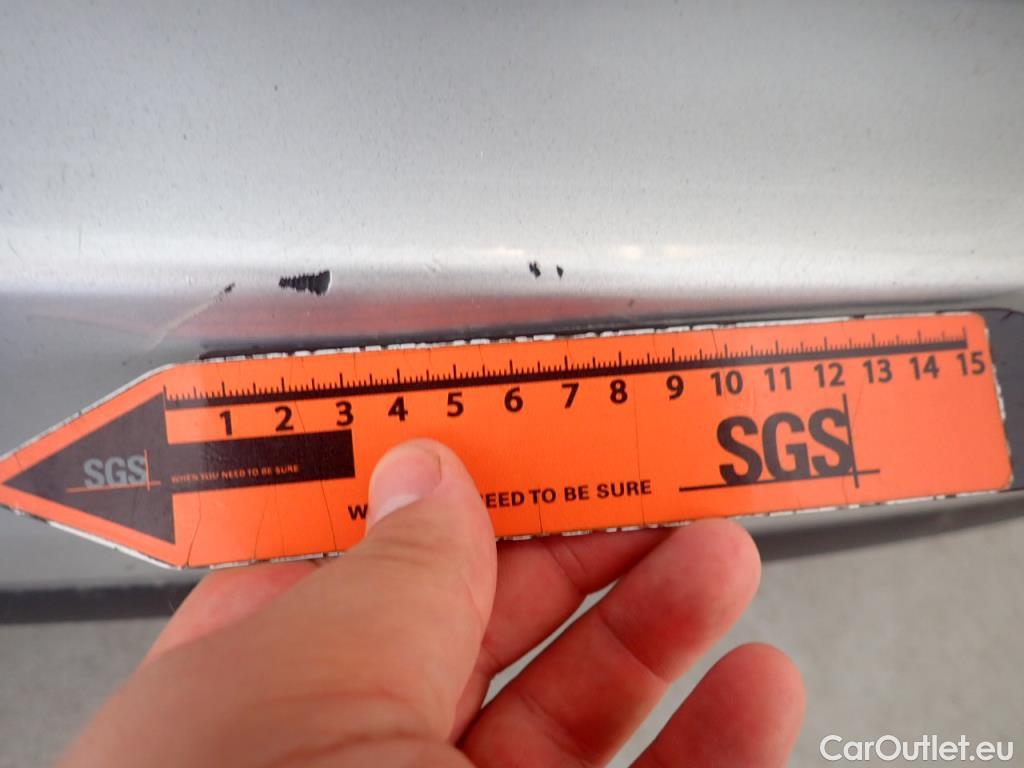 1 2 3 4 5 6 7 8 9 10 11 12 13 14 15
SGS
WHEN YOU NEED TO BE SURE
SGS
W EED TO BE SURE
CarOutlet.eu